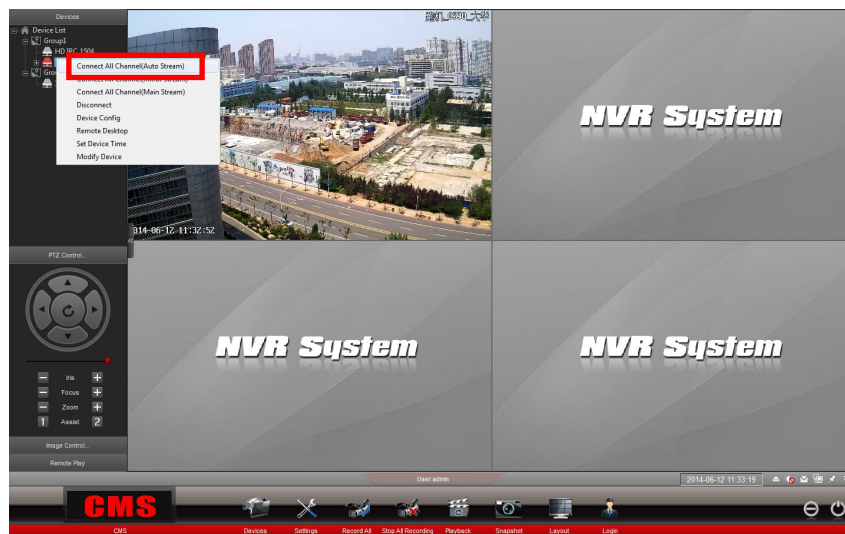 Devices
Device List
Group1
HD IPC 1504
Connect All Channel(Auto Stream)
Connect All Channel(Main Stream)
Disconnect
Device Config
Remote Desktop
Set Device Time
Modify Device
2014-06-12 11:32:52
NVR System
NVR System
NVR System
PTZ Control...
Iris
Focus
Zoom
1 Assist 2
Image Control...
Remote Play
User:admin
2014-06-12 11:33:19
CMS
CMS
Devices
Settings
Record All
Stop All Recording
Playback
Snapshot
Layout
Login